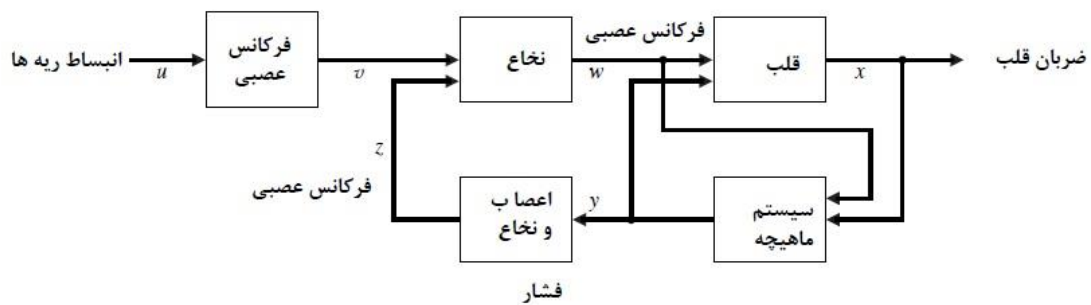 انبساط ریه ها
u
فرکانس
عصبی
v
نخاع
فرکانس عصبی
w
قلب
x
ضربان قلب
z
فرکانس عصبی
اعصا ب
و نخاع
y
سیستم
ماهیچه
فشار